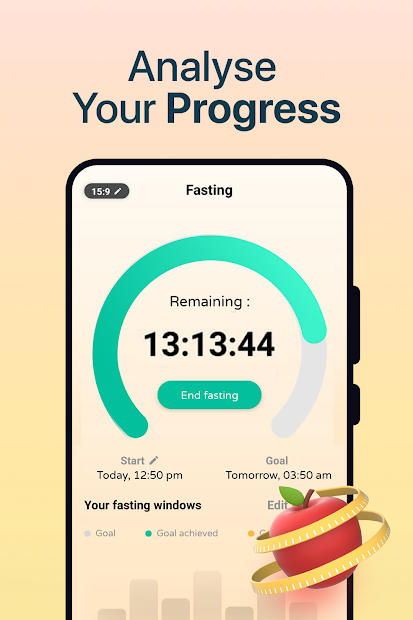 Analyse
Your Progress
15:9
Fasting
Remaining :
13:13:44
End fasting
Start
Goal
Today, 12:50 pm
Tomorrow, 03:50 am
Your fasting windows
Edit
Goal
Goal achieved